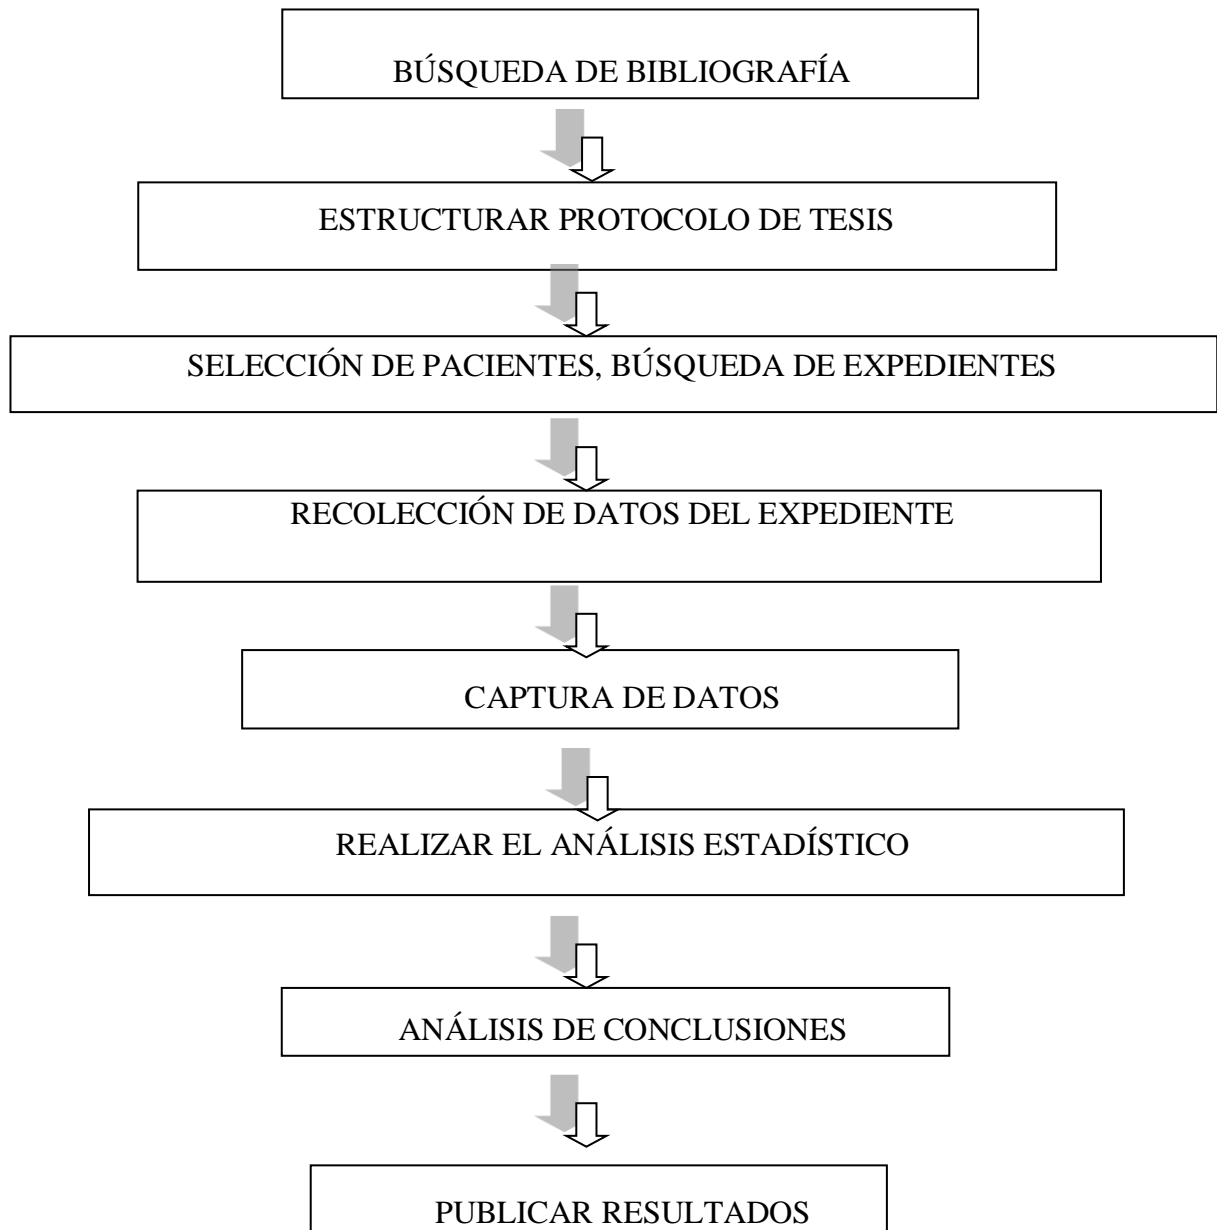 BÚSQUEDA DE BIBLIOGRAFÍA
ESTRUCTURAR PROTOCOLO DE TESIS
SELECCIÓN DE PACIENTES, BÚSQUEDA DE EXPEDIENTES
RECOLECCIÓN DE DATOS DEL EXPEDIENTE
CAPTURA DE DATOS
REALIZAR EL ANÁLISIS ESTADÍSTICO
ANÁLISIS DE CONCLUSIONES
PUBLICAR RESULTADOS